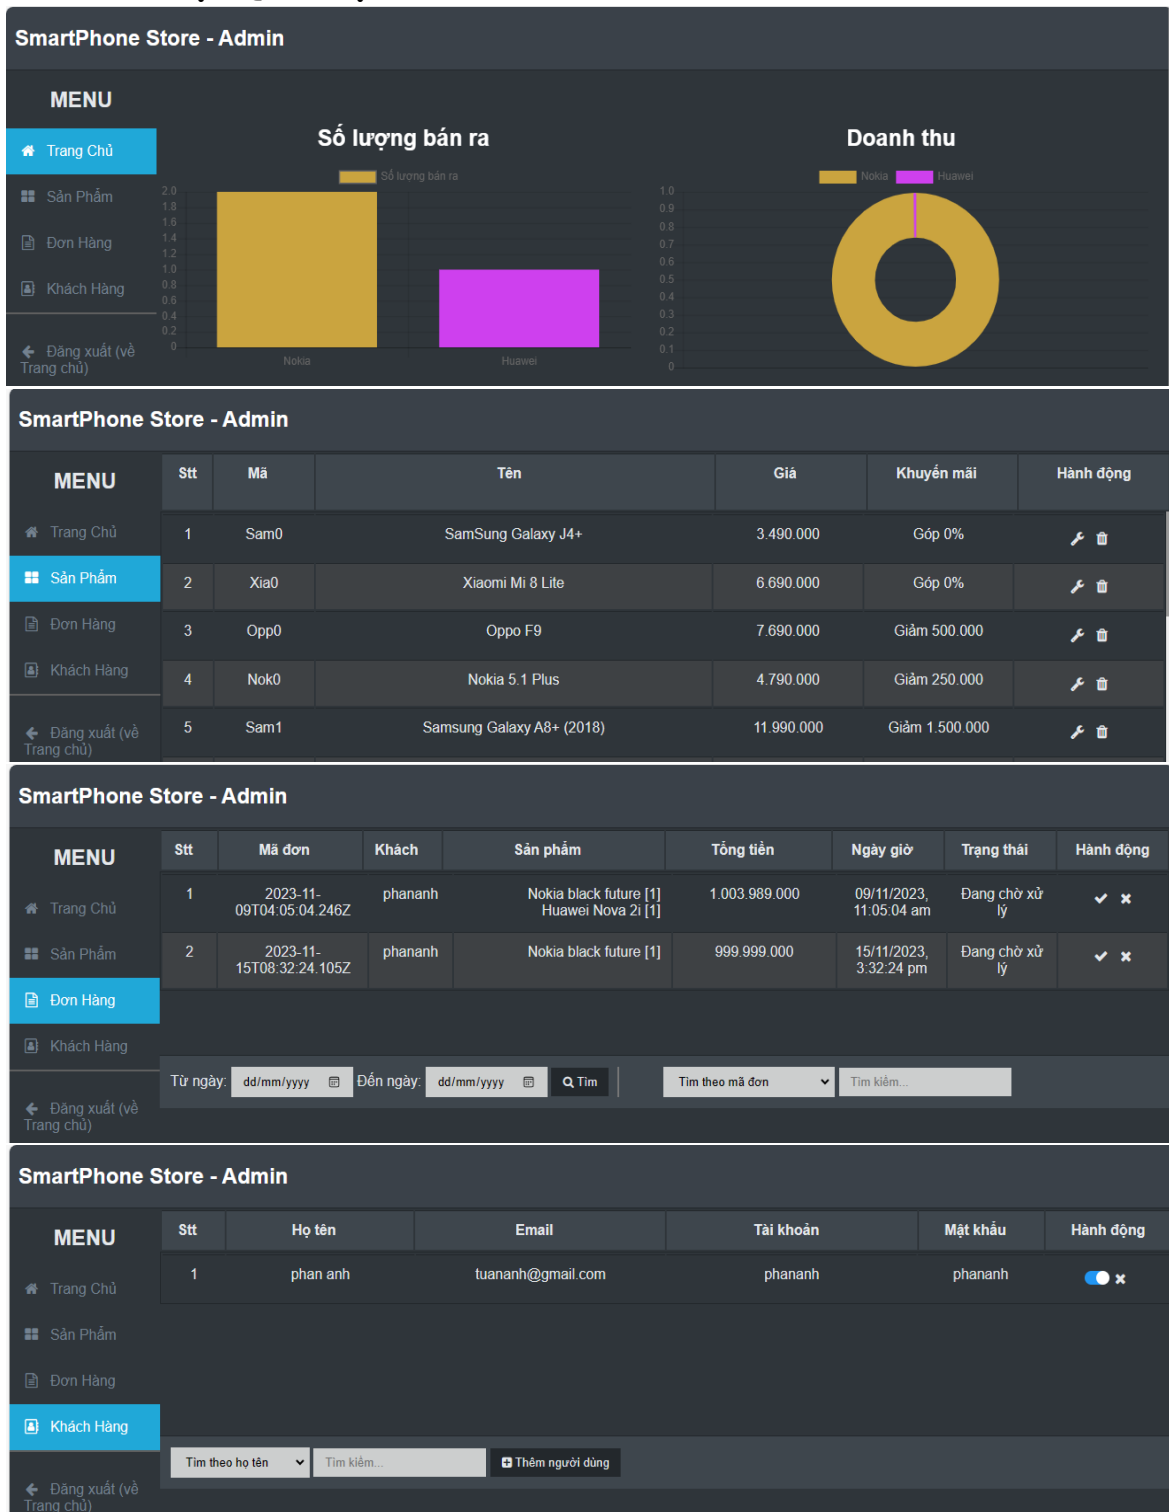 SmartPhone Store - Admin
MENU
Trang Chủ
Sản Phẩm
Đơn Hàng
Khách Hàng
Đăng xuất (về
Trang chủ)
Số lượng bán ra
Số lượng bán ra
2.0
1.8
1.6
1.4
1.2
1.0
0.8
0.6
0.4
0.2
0
Nokia
Huawei
Doanh thu
Nokia
Huawei
1.0
0.9
0.8
0.7
0.6
0.5
0.4
0.3
0.2
0.1
0
SmartPhone Store - Admin
MENU
Trang Chủ
Sản Phẩm
Đơn Hàng
Khách Hàng
Đăng xuất (về
Trang chủ)
Stt Mã Tên Giá Khuyến mãi Hành động
1 Sam0 SamSung Galaxy J4+ 3.490.000 Góp 0%
2 Xia0 Xiaomi Mi 8 Lite 6.690.000 Góp 0%
3 Opp0 Oppo F9 7.690.000 Giảm 500.000
4 Nok0 Nokia 5.1 Plus 4.790.000 Giảm 250.000
5 Sam1 Samsung Galaxy A8+ (2018) 11.990.000 Giảm 1.500.000
SmartPhone Store - Admin
MENU
Trang Chủ
Sản Phẩm
Đơn Hàng
Khách Hàng
Đăng xuất (về
Trang chủ)
Stt Mã đơn Khách Sản phẩm Tổng tiền Ngày giờ Trạng thái Hành động
1 2023-11- phananh Nokia black future [1] 1.003.989.000 09/11/2023, Đang chờ xử
09T04:05:04.246Z Huawei Nova 2i [1] 11:05:04 am lý
2 2023-11- phananh Nokia black future [1] 999.999.000 15/11/2023, Đang chờ xử
15T08:32:24.105Z 3:32:24 pm lý
Từ ngày: dd/mm/yyyy Đến ngày: dd/mm/yyyy Tìm Tìm theo mã đơn Tìm kiếm...
SmartPhone Store - Admin
MENU
Trang Chủ
Sản Phẩm
Đơn Hàng
Khách Hàng
Đăng xuất (về
Trang chủ)
Stt Họ tên Email Tài khoản Mật khẩu Hành động
1 phan anh tuananh@gmail.com phananh phananh
Tìm theo họ tên Tìm kiếm... Thêm người dùng